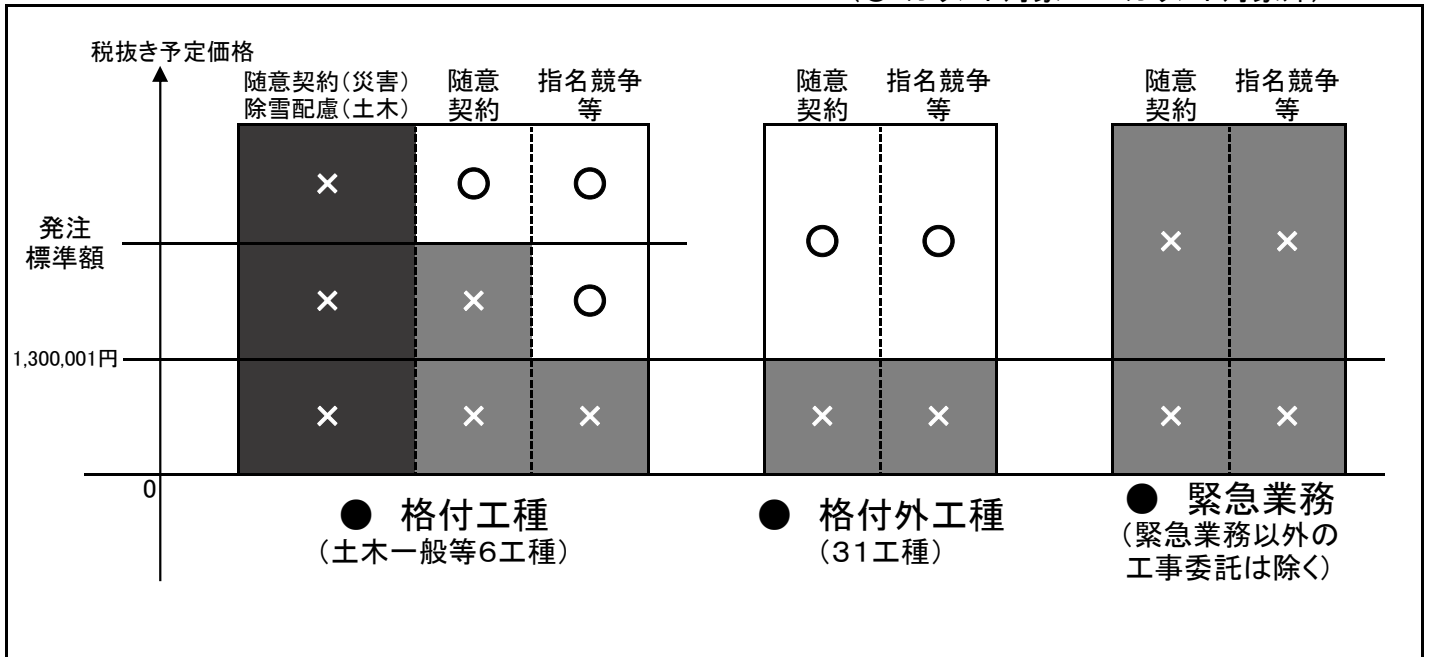 税抜き予定価格
随意契約(災害)
除雪配慮(土木)
随意
契約
指名競争
等
随意
契約
指名競争
等
随意
契約
指名競争
等
× ○ ○
○ ○
× ×
発注
標準額
× × ○
1,300,001円
× × ×
× ×
× ×
0
● 格付工種
(土木一般等6工種)
● 格付外工種
(31工種)
● 緊急業務
(緊急業務以外の
工事委託は除く)